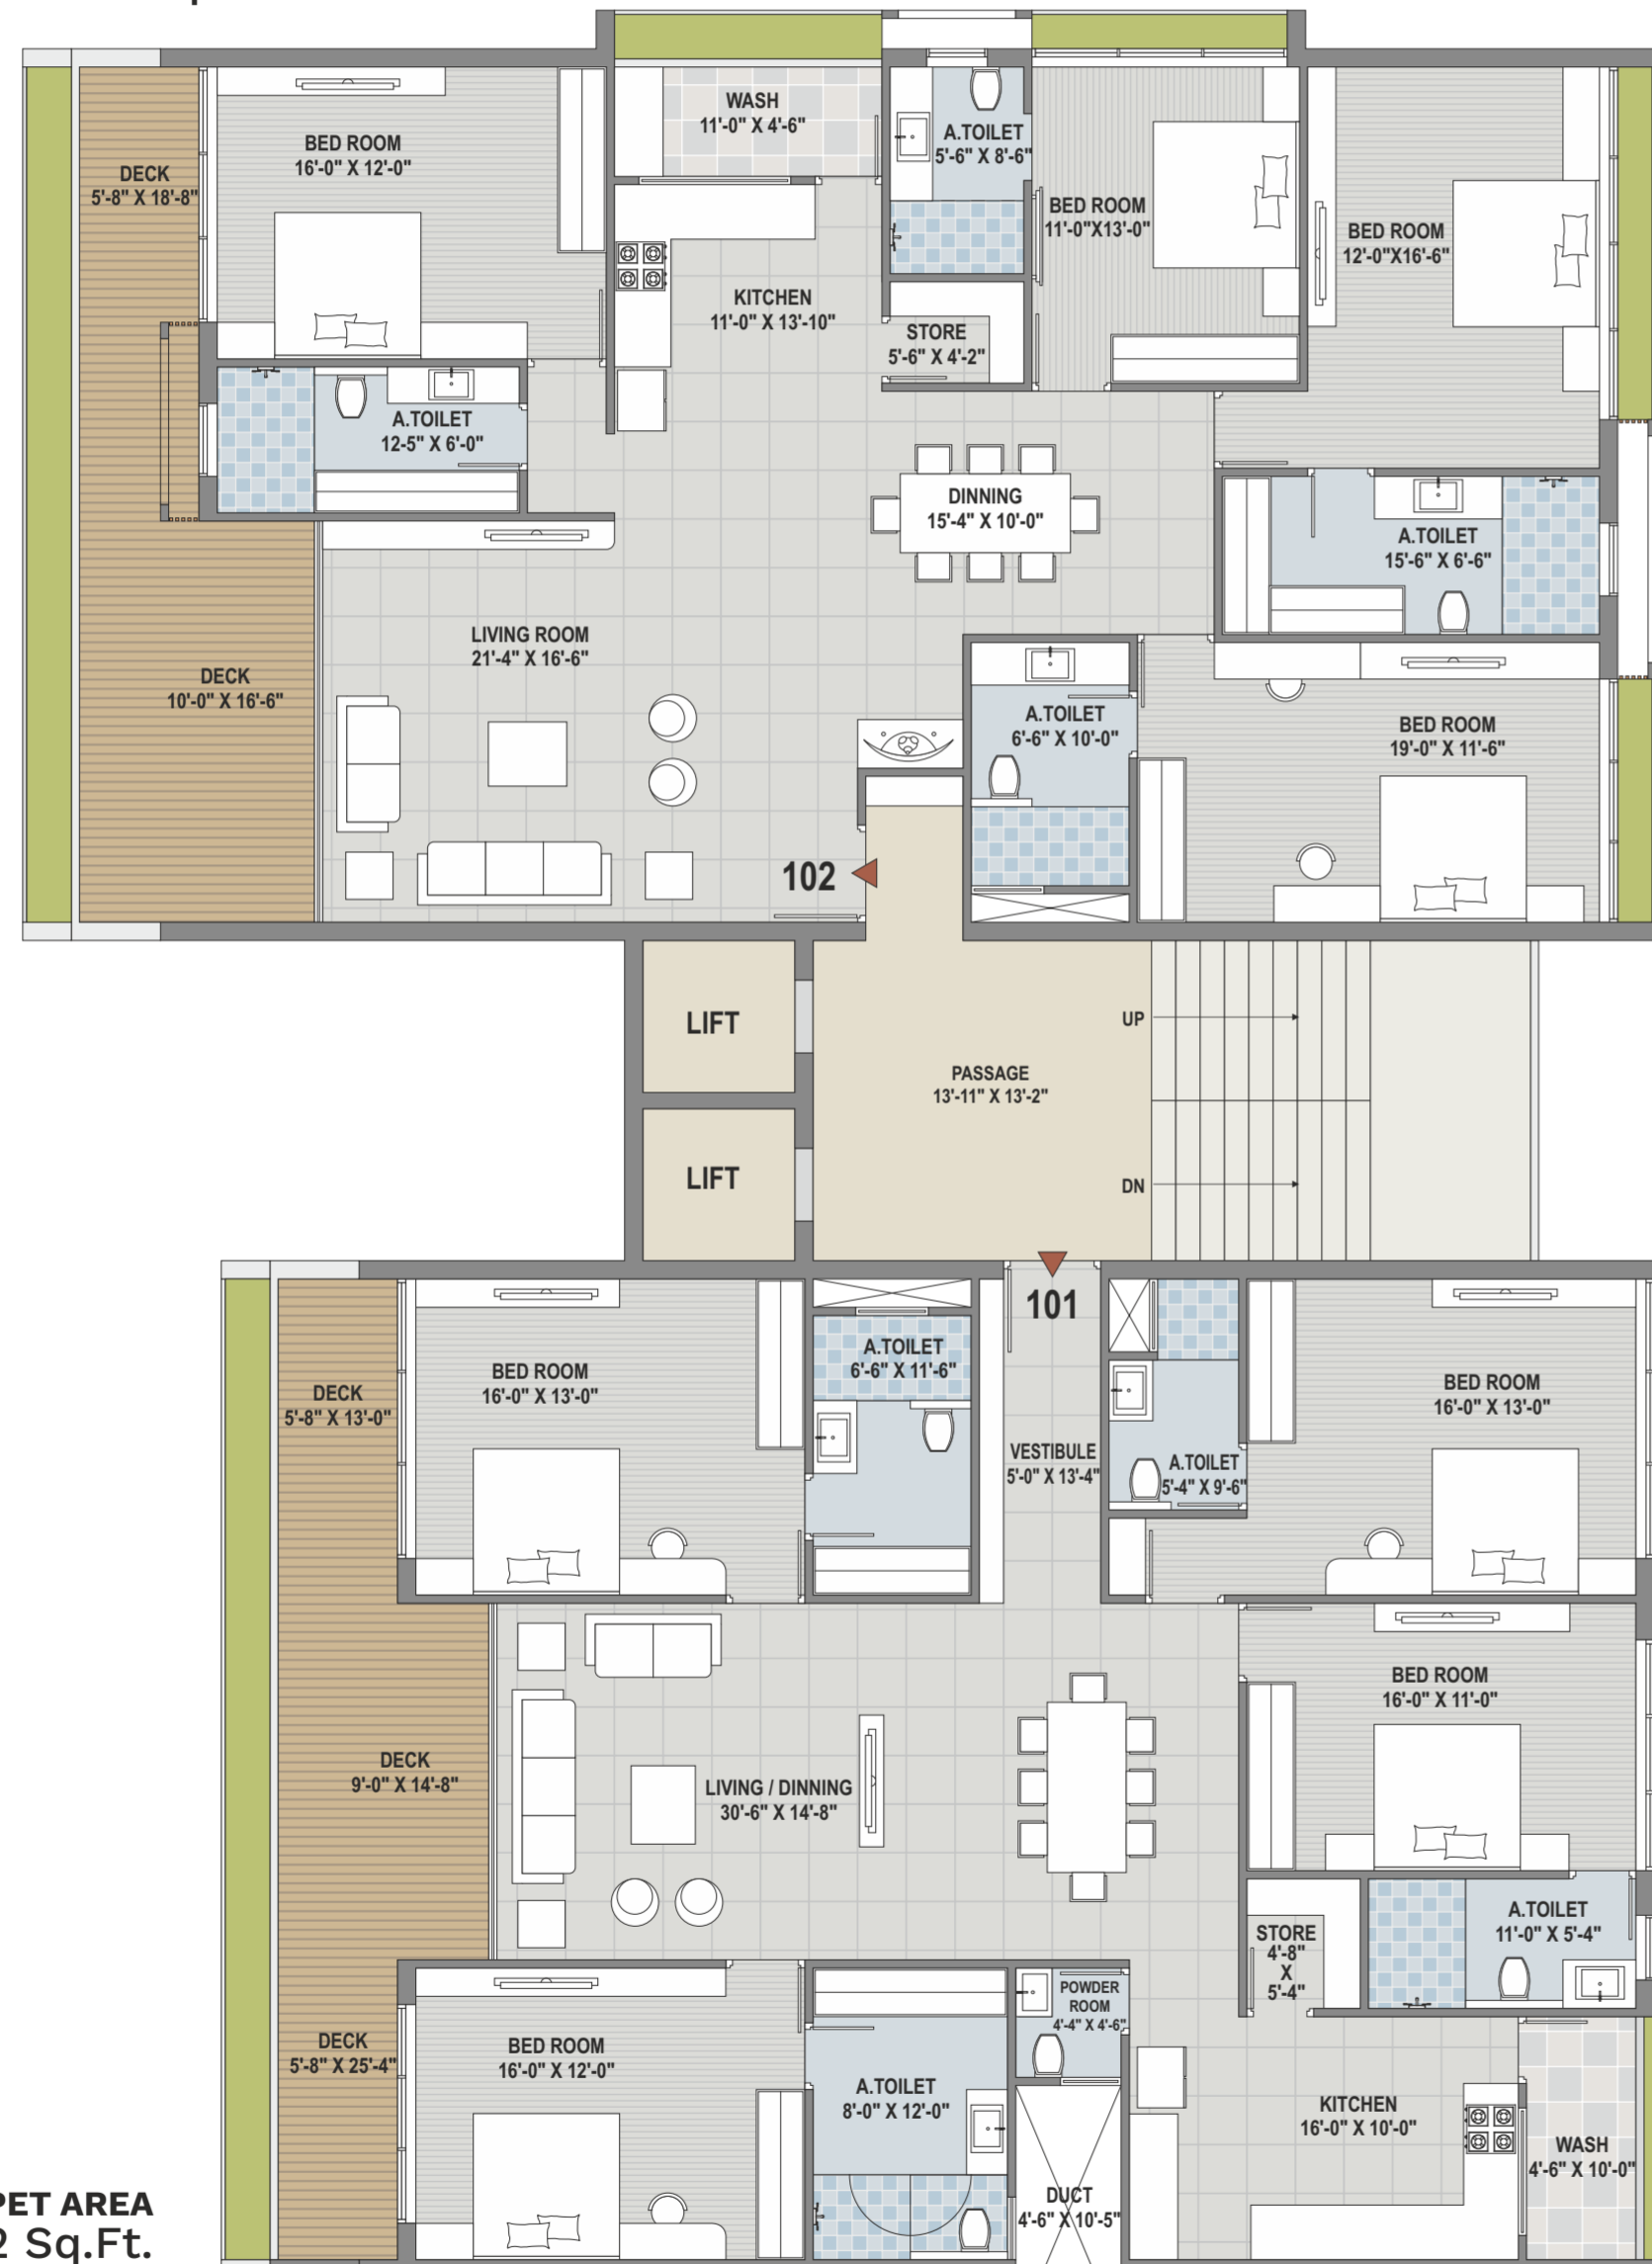 WASH
11'-0" X 4'-6"
A.TOILET
5'-6" X 8'-6"
BED ROOM
16'-0" X 12'-0"
DECK
5'-8" X 18'-8"
BED ROOM
11'-0"X13'-0"
BED ROOM
12'-0"X16'-6"
KITCHEN
11'-0" X 13'-10"
STORE
5'-6" X 4'-2"
A.TOILET
12-5" X 6'-0"
DINNING
15'-4" X 10'-0"
A.TOILET
15'-6" X 6'-6"
LIVING ROOM
21'-4" X 16'-6"
DECK
10'-0" X 16'-6"
A.TOILET
6'-6" X 10'-0"
BED ROOM
19'-0" X 11'-6"
102
LIFT
UP
PASSAGE
13'-11" X 13'-2"
LIFT
DN
101
A.TOILET
6'-6" X 11'-6"
BED ROOM
16'-0" X 13'-0"
DECK
5'-8" X 13'-0"
BED ROOM
16'-0" X 13'-0"
VESTIBULE
5'-0" X 13'-4"
A.TOILET
5'-4" X 9'-6"
BED ROOM
16'-0" X 11'-0"
DECK
9'-0" X 14'-8"
LIVING / DINNING
30'-6" X 14'-8"
A.TOILET
11'-0" X 5'-4"
STORE
4'-8"
X
5'-4"
POWDER
ROOM
4'-4" X 4'-6"
DECK
5'-8" X 25'-4"
BED ROOM
16'-0" X 12'-0"
A.TOILET
8'-0" X 12'-0"
KITCHEN
16'-0" X 10'-0"
WASH
4'-6" X 10'-0"
DUCT
4'-6" X 10'-5"
PET AREA
2 Sq.Ft.